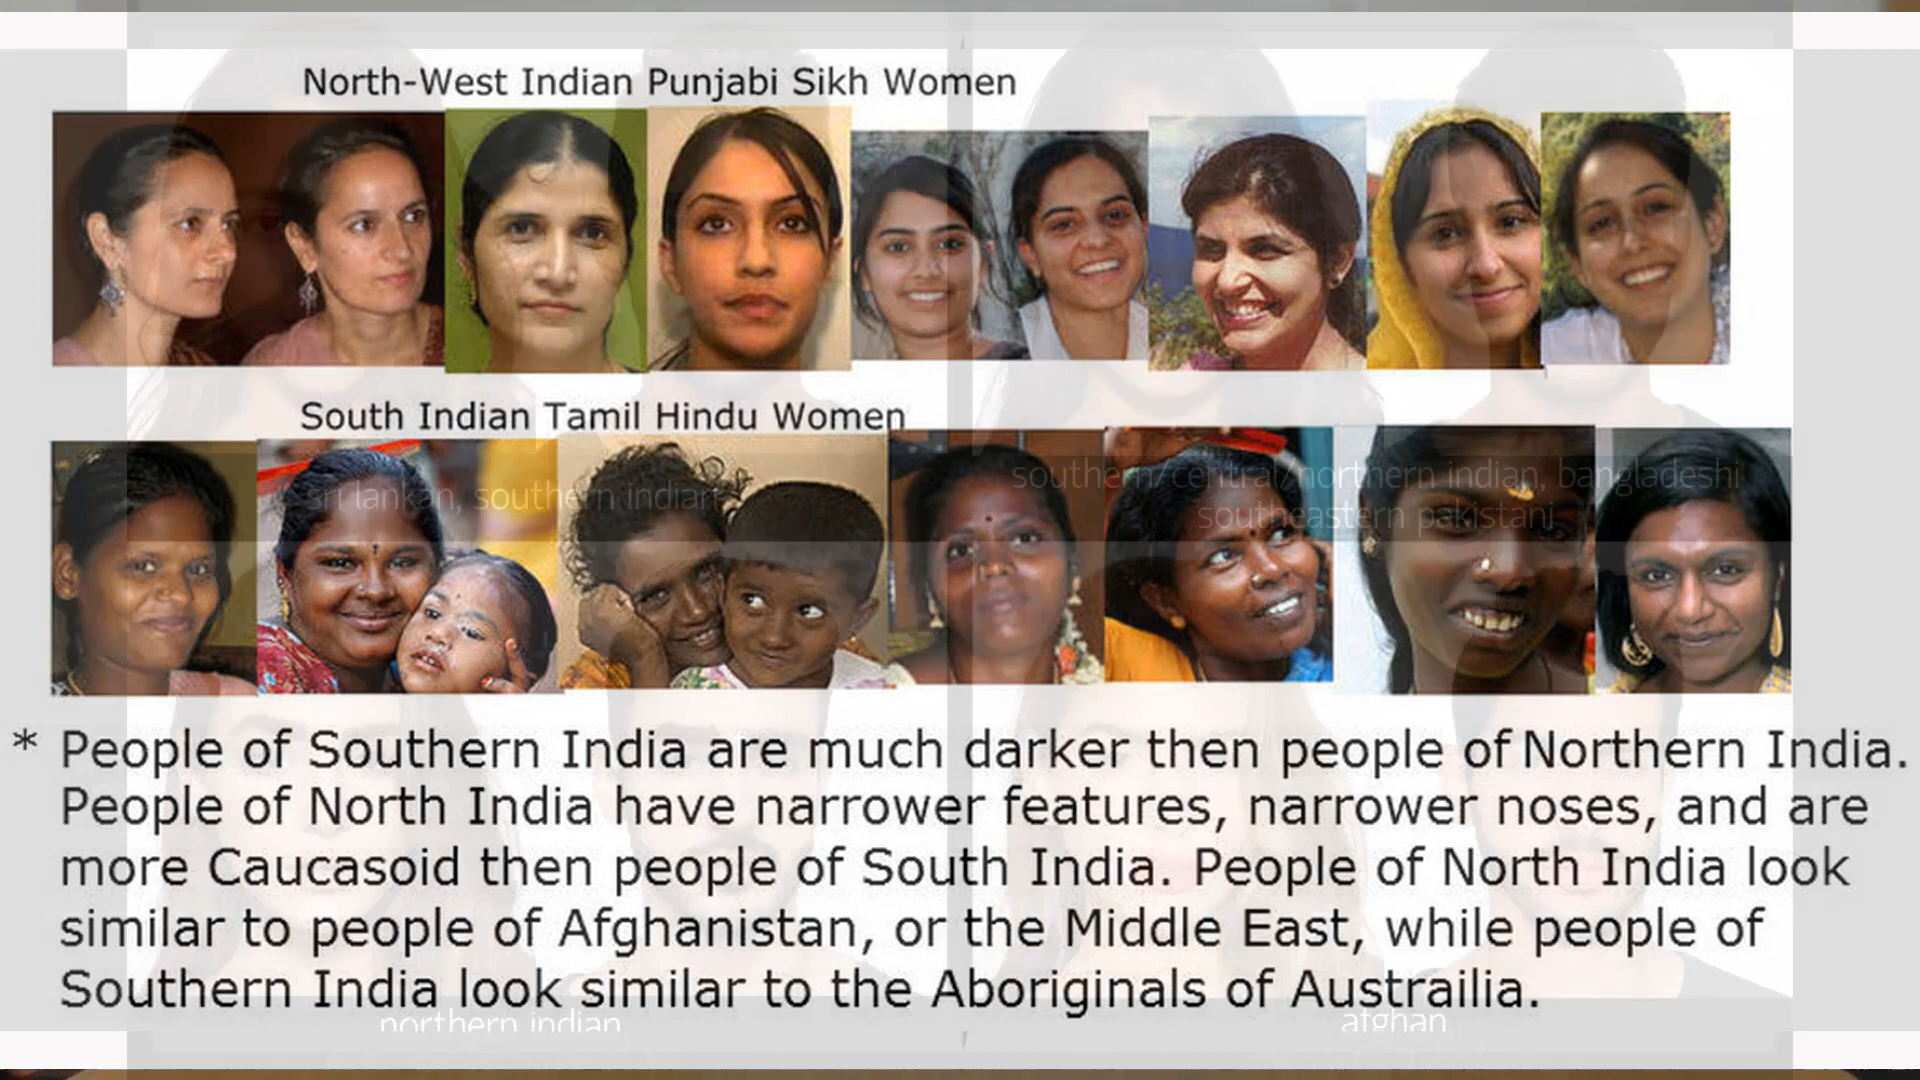 North-West Indian Punjabi Sikh Women
South Indian Tamil Hindu Women
southern/central/northern indian, bangladeshi
sri lankan, southern indian
southeastern pakistani
* People of Southern India are much darker then people of Northern India.
People of North India have narrower features, narrower noses, and are
more Caucasoid then people of South India. People of North India look
similar to people of Afghanistan, or the Middle East, while people of
Southern India look similar to the Aboriginals of Austrailia.
northern indian
afghan